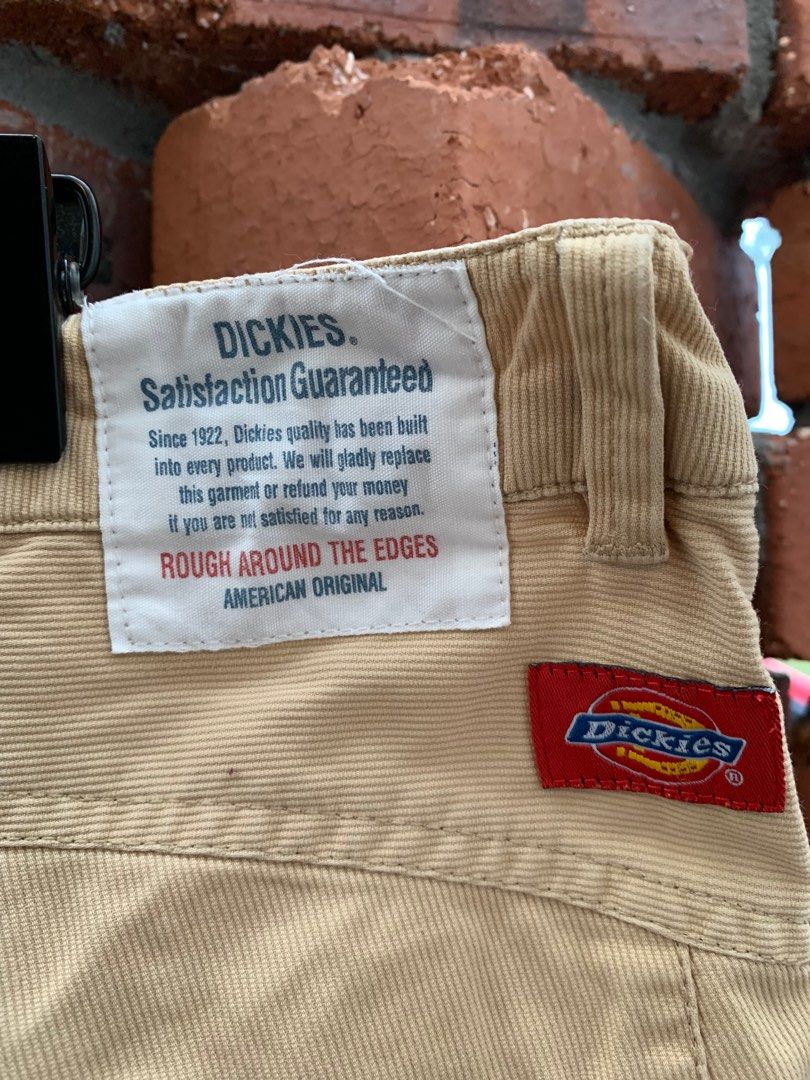 DICKIES®
Satisfaction Guaranteed
Since 1922, Dickies quality has been built
into every product. We will gladly replace
this garment or refund your money
if you are not satisfied for any reason.
ROUGH AROUND THE EDGES
AMERICAN ORIGINAL
Dickies
®